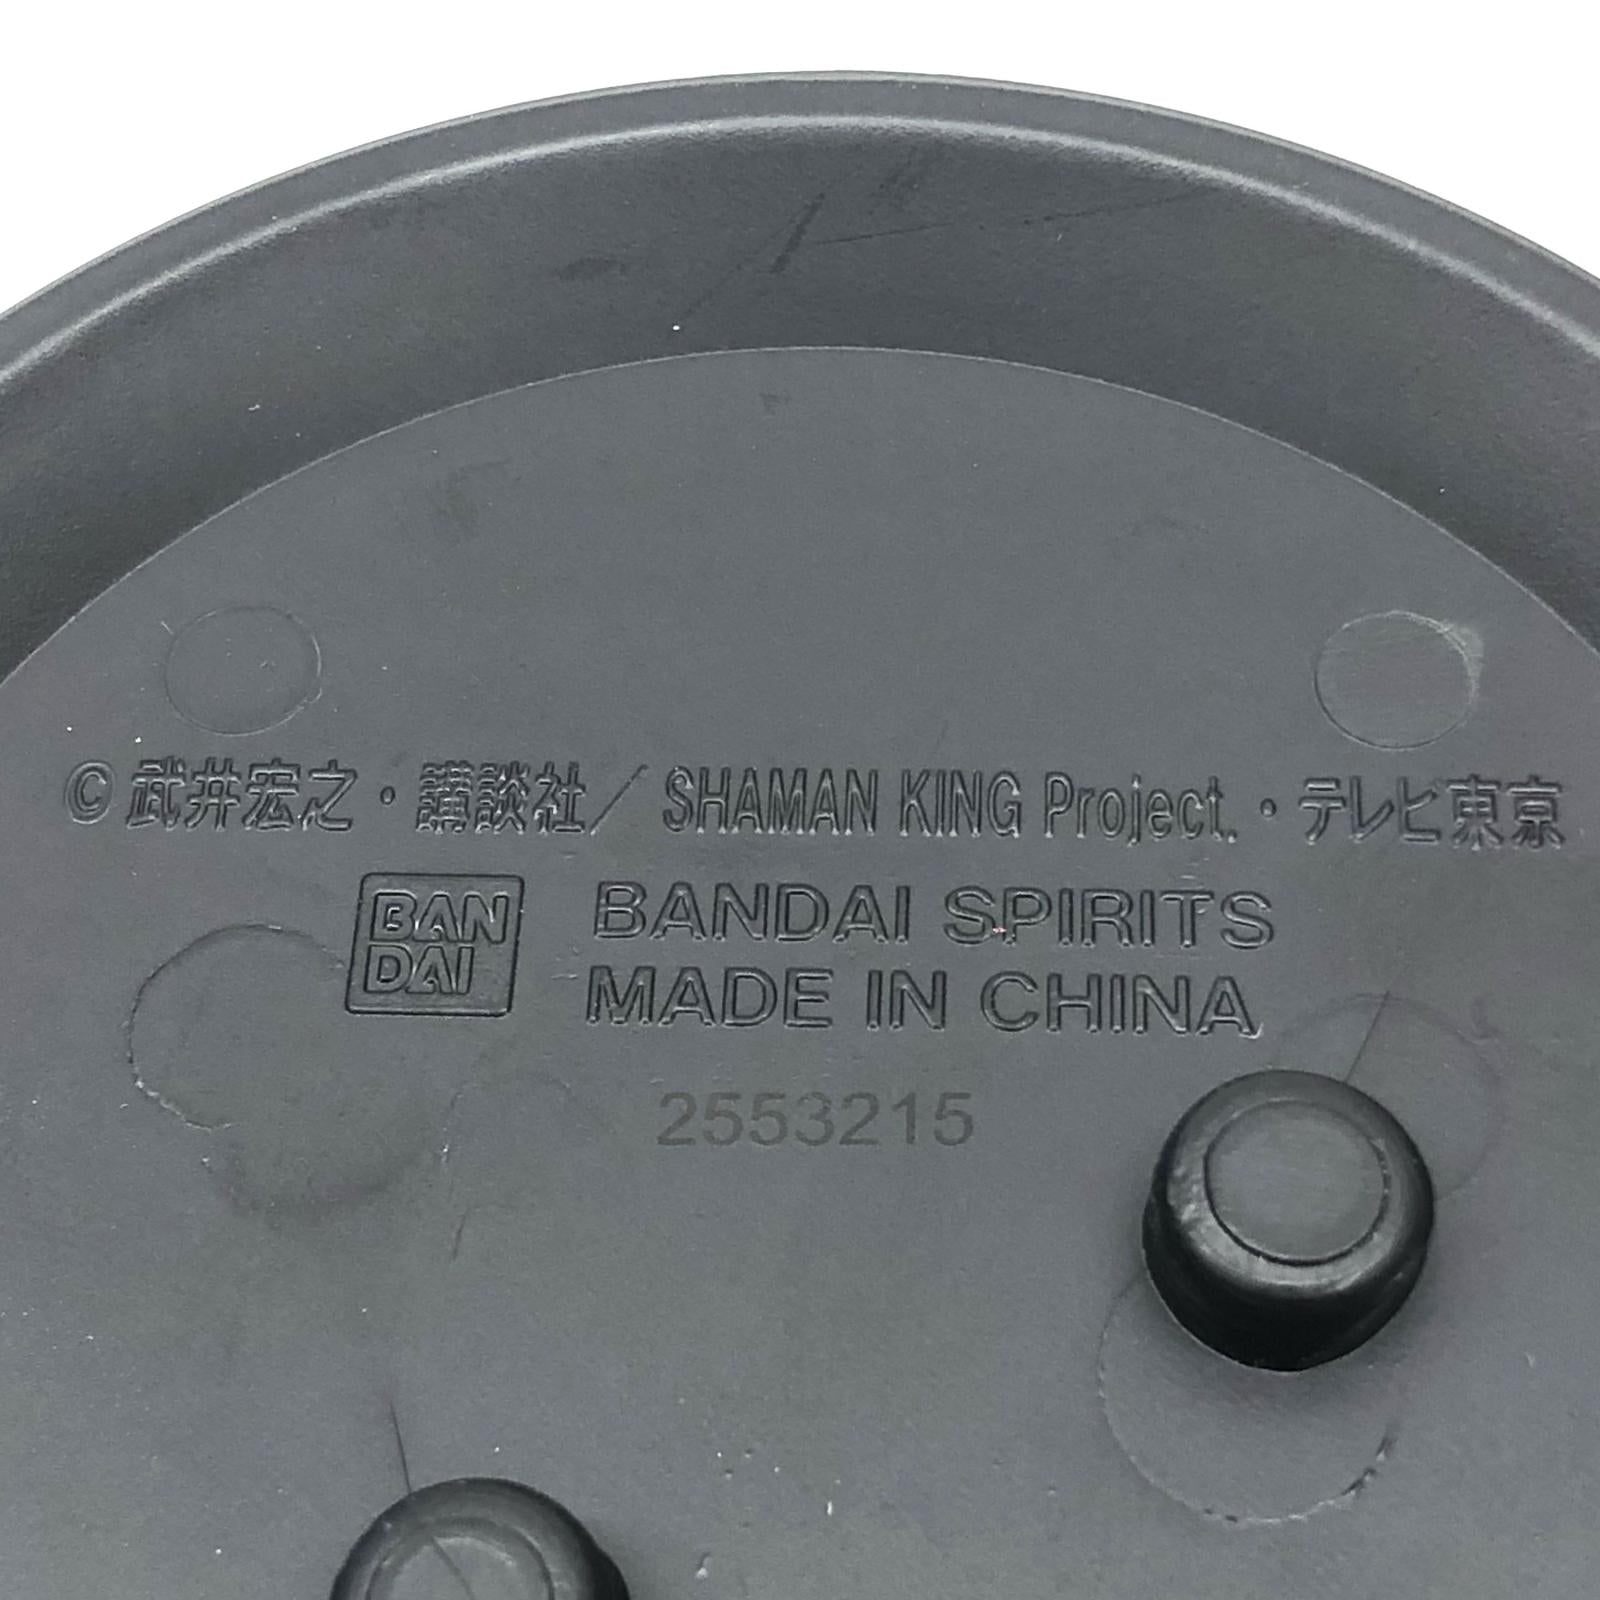 © 武井宏之・講談社/ SHAMAN KING Project.・テレビ東京
BAN
DAI
BANDAI SPIRITS
MADE IN CHINA
2553215